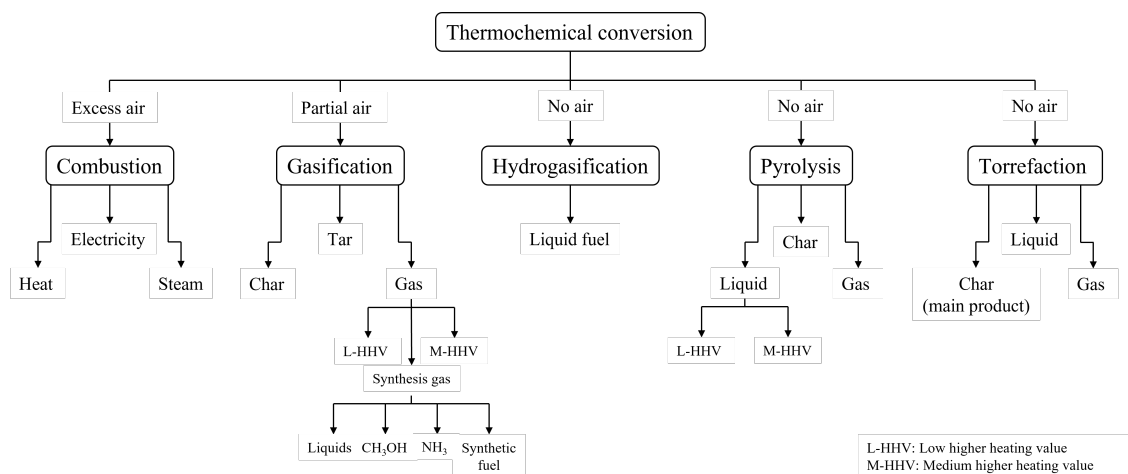 Thermochemical conversion
Excess air
Partial air
No air
No air
No air
Combustion
Gasification
Hydrogasification
Pyrolysis
Torrefaction
Electricity
Tar
Liquid fuel
Char
Liquid
Heat
Steam
Char
Gas
Liquid
Gas
Char
(main product)
Gas
L-HHV
M-HHV
L-HHV
M-HHV
Synthesis gas
Liquids
CH₃OH
NH₃
Synthetic
fuel
L-HHV: Low higher heating value
M-HHV: Medium higher heating value